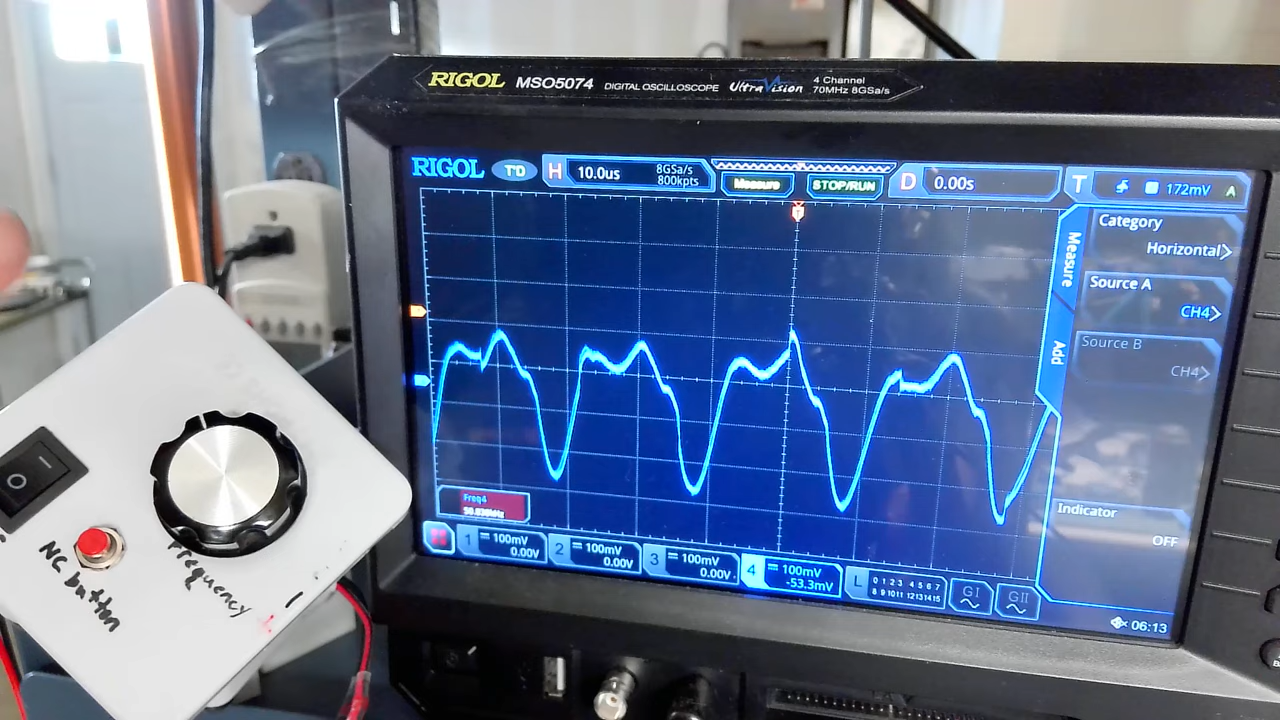 RIGOL MSO5074 DIGITAL OSCILLOSCOPE UltraVision 4 Channel 70MHz 8GSa/s
RIGOL T'D H 10.0us 8GSa/s 800kpts Measure STOP/RUN D 0.00s T 172mV A
Measure
Add
Category
Horizontal
Source A
CH4
Source B
CH4
Indicator
OFF
Freq4
1 100mV 0.00V
2 100mV 0.00V
3 100mV 0.00V
4 100mV -53.3mV
L 0 1 2 3 4 5 6 7
8 9 10 11 12 13 14 15
GI
GII
06:13
NC button
Frequency